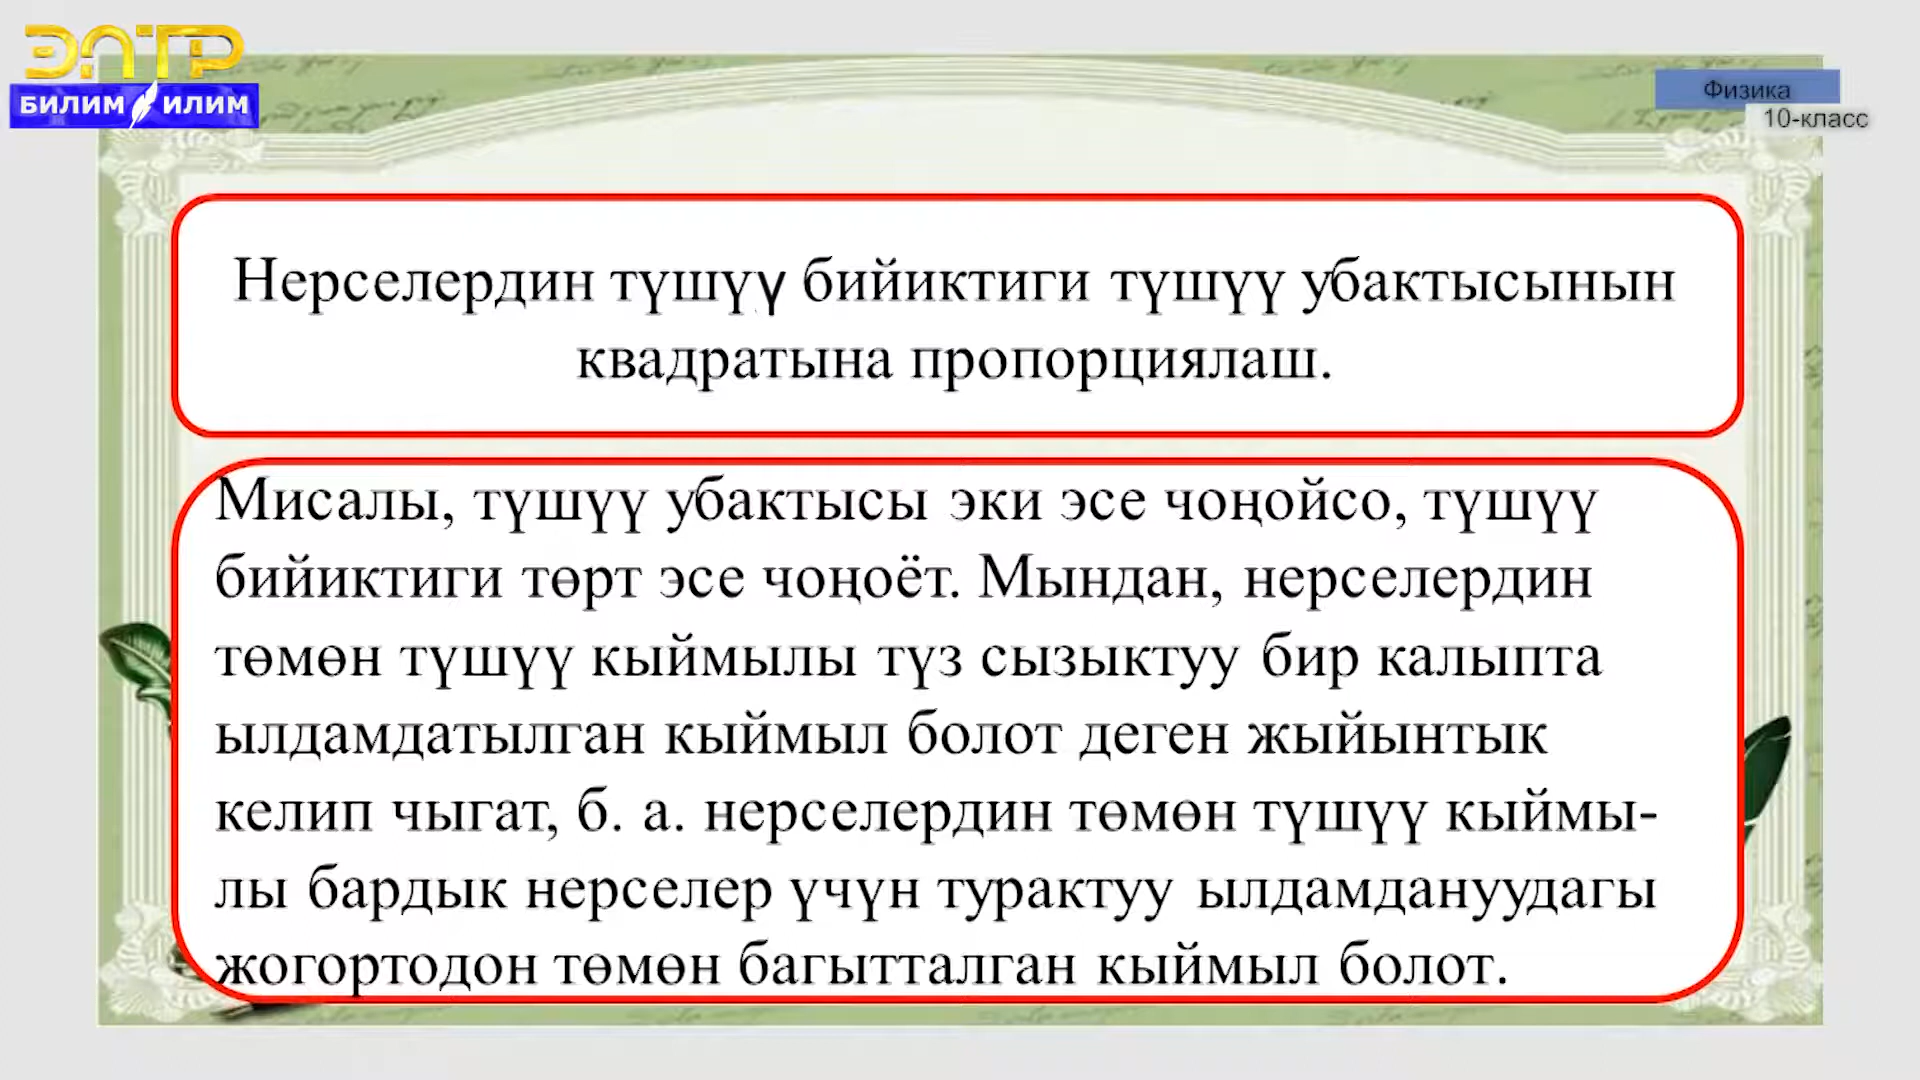 ЭЛТР
БИЛИМ ИЛИМ
Физика
10-класс
Нерселердин түшүү бийиктиги түшүү убактысынын
квадратына пропорциялаш.
Мисалы, түшүү убактысы эки эсе чоңойсо, түшүү
бийиктиги төрт эсе чоңоёт. Мындан, нерселердин
төмөн түшүү кыймылы түз сызыктуу бир калыпта
ылдамдатылган кыймыл болот деген жыйынтык
келип чыгат, б. а. нерселердин төмөн түшүү кыймы-
лы бардык нерселер үчүн турактуу ылдамдануудагы
жогортодон төмөн багытталган кыймыл болот.